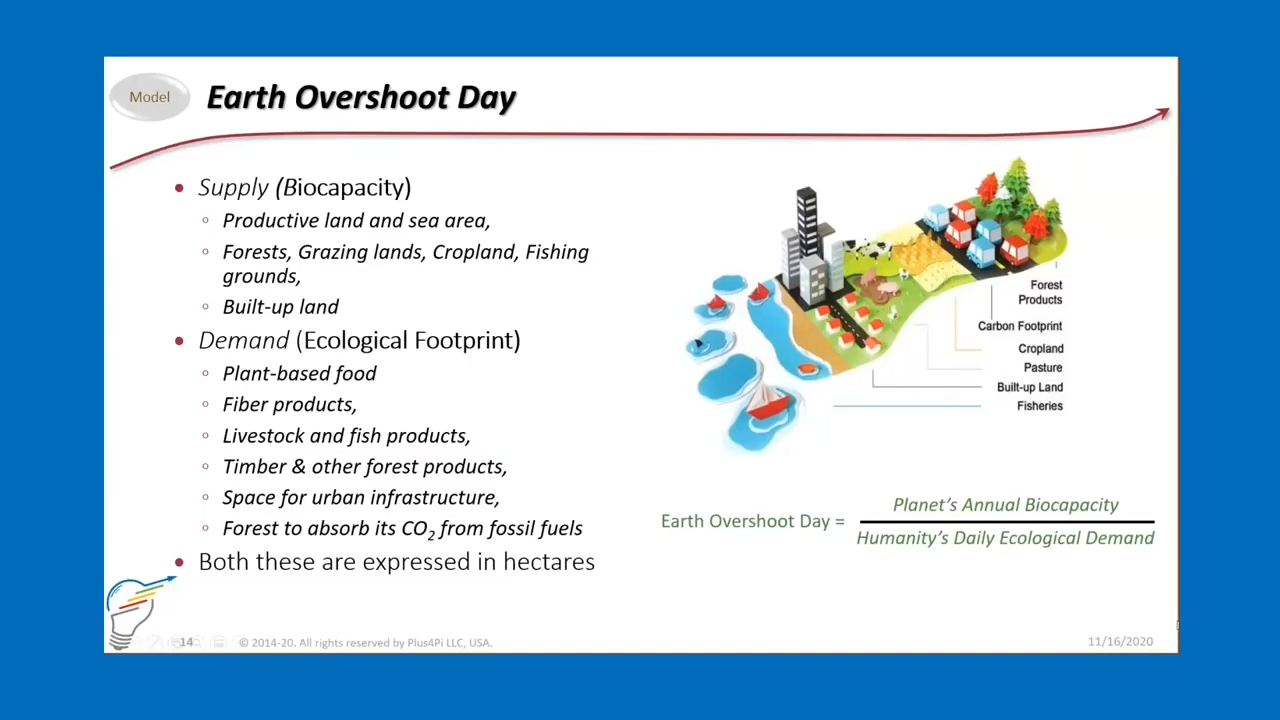 Model
Earth Overshoot Day
• Supply (Biocapacity)
◦ Productive land and sea area,
◦ Forests, Grazing lands, Cropland, Fishing
grounds,
◦ Built-up land
• Demand (Ecological Footprint)
◦ Plant-based food
◦ Fiber products,
◦ Livestock and fish products,
◦ Timber & other forest products,
◦ Space for urban infrastructure,
◦ Forest to absorb its CO₂ from fossil fuels
• Both these are expressed in hectares
Forest
Products
Carbon Footprint
Cropland
Pasture
Built-up Land
Fisheries
Earth Overshoot Day =
Planet’s Annual Biocapacity
Humanity’s Daily Ecological Demand
14
© 2014-20. All rights reserved by Plus4Pi LLC, USA.
11/16/2020